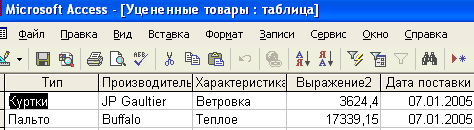 Microsoft Access - [Уцененные товары : таблица]
Файл Правка Вид Вставка Формат Записи Сервис Окно Справка
Тип Производитель Характеристика Выражение2 Дата поставки
Куртки JP Gaultier Ветровка 3624,4 07.01.2005
Пальто Buffalo Теплое 17339,15 07.01.2005